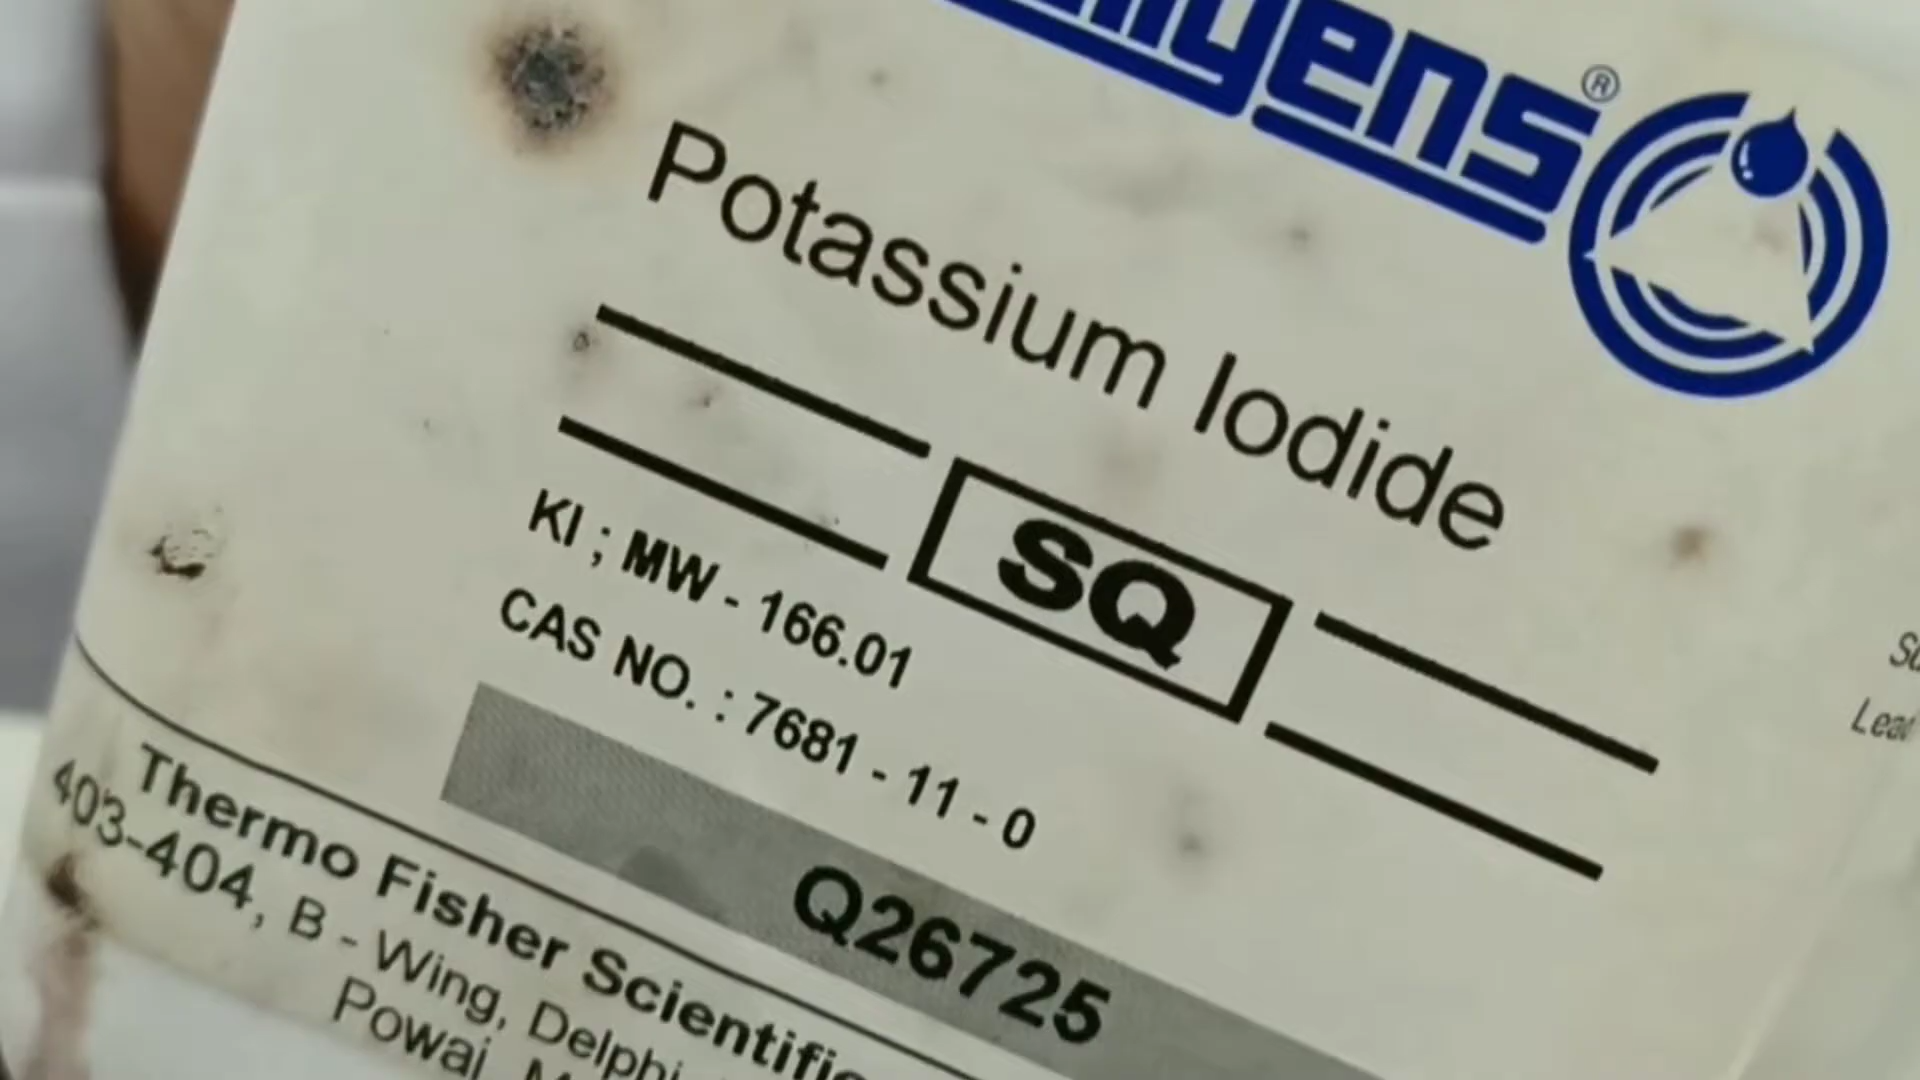 ®
Potassium Iodide
SQ
KI ; MW - 166.01
CAS NO. : 7681 - 11 - 0
Q26725
Thermo Fisher Scientific
403-404, B - Wing, Delphi
Powai